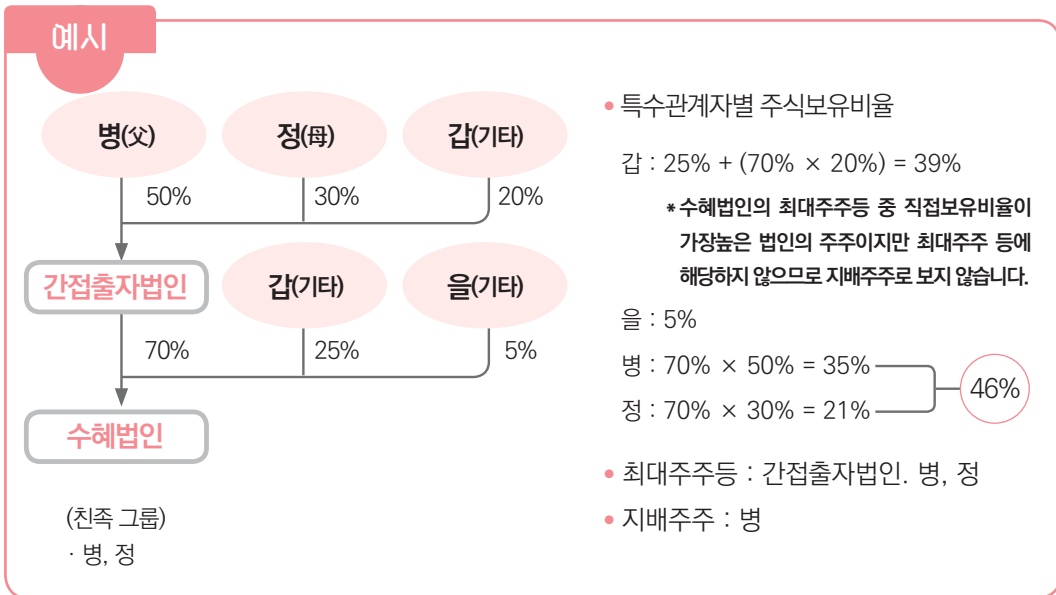 예시
병(父) 정(母) 갑(기타)
50% 30% 20%
간접출자법인 갑(기타) 을(기타)
70% 25% 5%
수혜법인
(친족 그룹)
· 병, 정
• 특수관계자별 주식보유비율
갑 : 25% + (70% × 20%) = 39%
* 수혜법인의 최대주주등 중 직접보유비율이
가장높은 법인의 주주이지만 최대주주 등에
해당하지 않으므로 지배주주로 보지 않습니다.
을 : 5%
병 : 70% × 50% = 35%
46%
정 : 70% × 30% = 21%
• 최대주주등 : 간접출자법인. 병, 정
• 지배주주 : 병